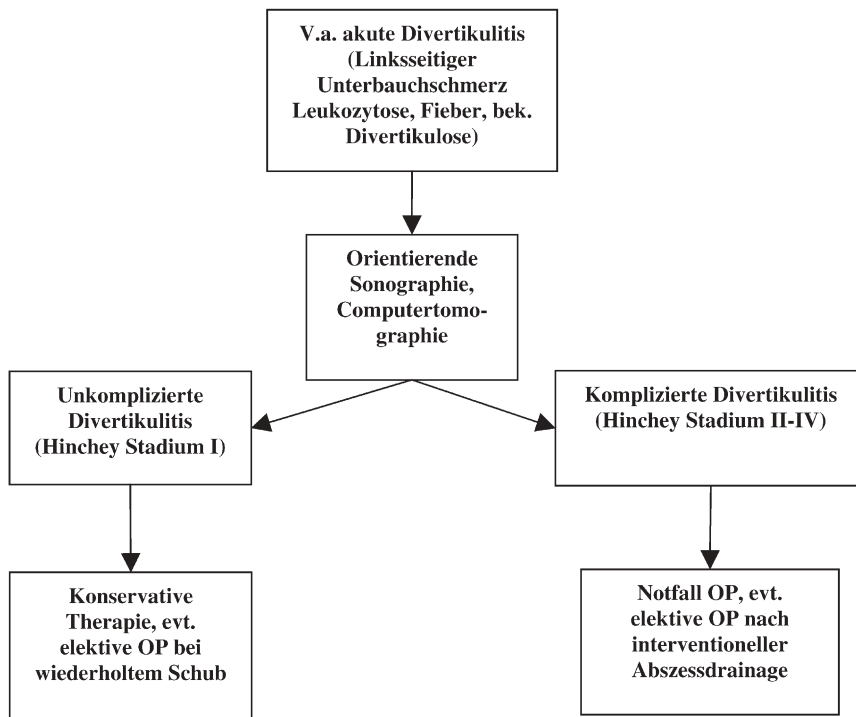 V.a. akute Divertikulitis
(Linksseitiger
Unterbauchschmerz
Leukozytose, Fieber, bek.
Divertikulose)
Orientierende
Sonographie,
Computertomo-
graphie
Unkomplizierte
Divertikulitis
(Hinchey Stadium I)
Komplizierte Divertikulitis
(Hinchey Stadium II-IV)
Konservative
Therapie, evt.
elektive OP bei
wiederholtem Schub
Notfall OP, evt.
elektive OP nach
interventioneller
Abszessdrainage